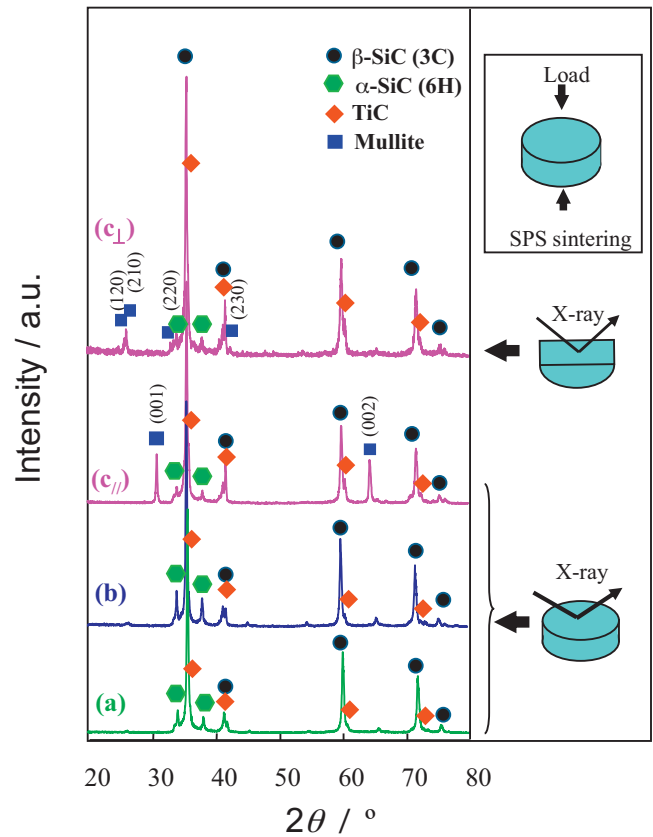 β-SiC (3C)
α-SiC (6H)
TiC
Mullite
Load
SPS sintering
(c⊥)
(120)
(210)
(220)
(230)
X-ray
(c//)
(001)
(002)
(b)
X-ray
(a)
Intensity / a.u.
20 30 40 50 60 70 80
2θ / °